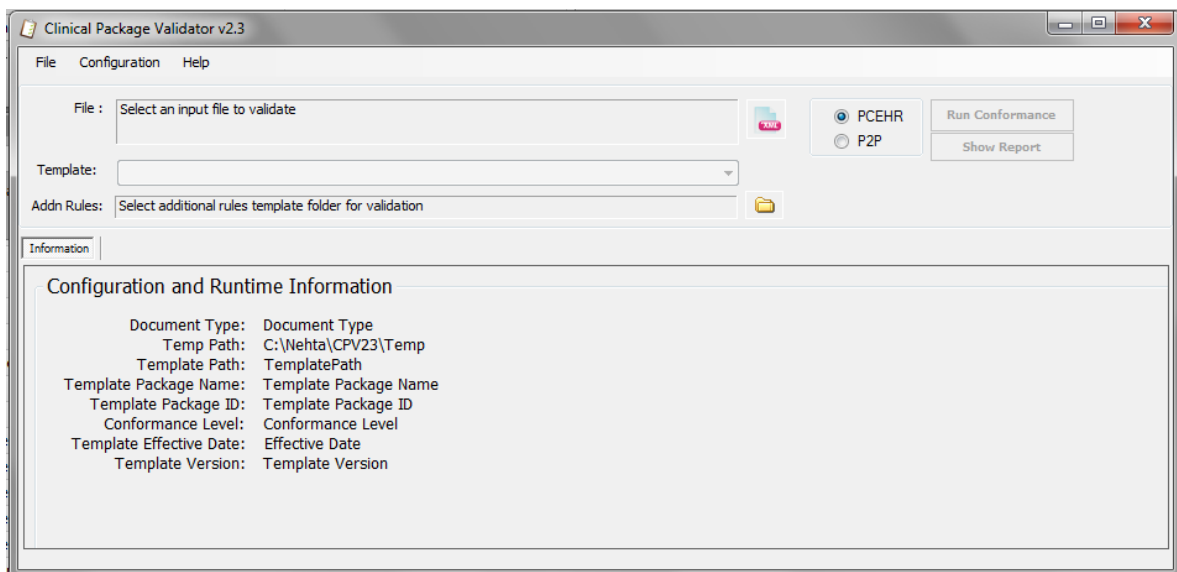 Clinical Package Validator v2.3
File Configuration Help
File : Select an input file to validate
XML
PCEHR
P2P
Run Conformance
Show Report
Template:
Addn Rules: Select additional rules template folder for validation
Information
Configuration and Runtime Information
Document Type: Document Type
Temp Path: C:\Nehta\CPV23\Temp
Template Path: TemplatePath
Template Package Name: Template Package Name
Template Package ID: Template Package ID
Conformance Level: Conformance Level
Template Effective Date: Effective Date
Template Version: Template Version